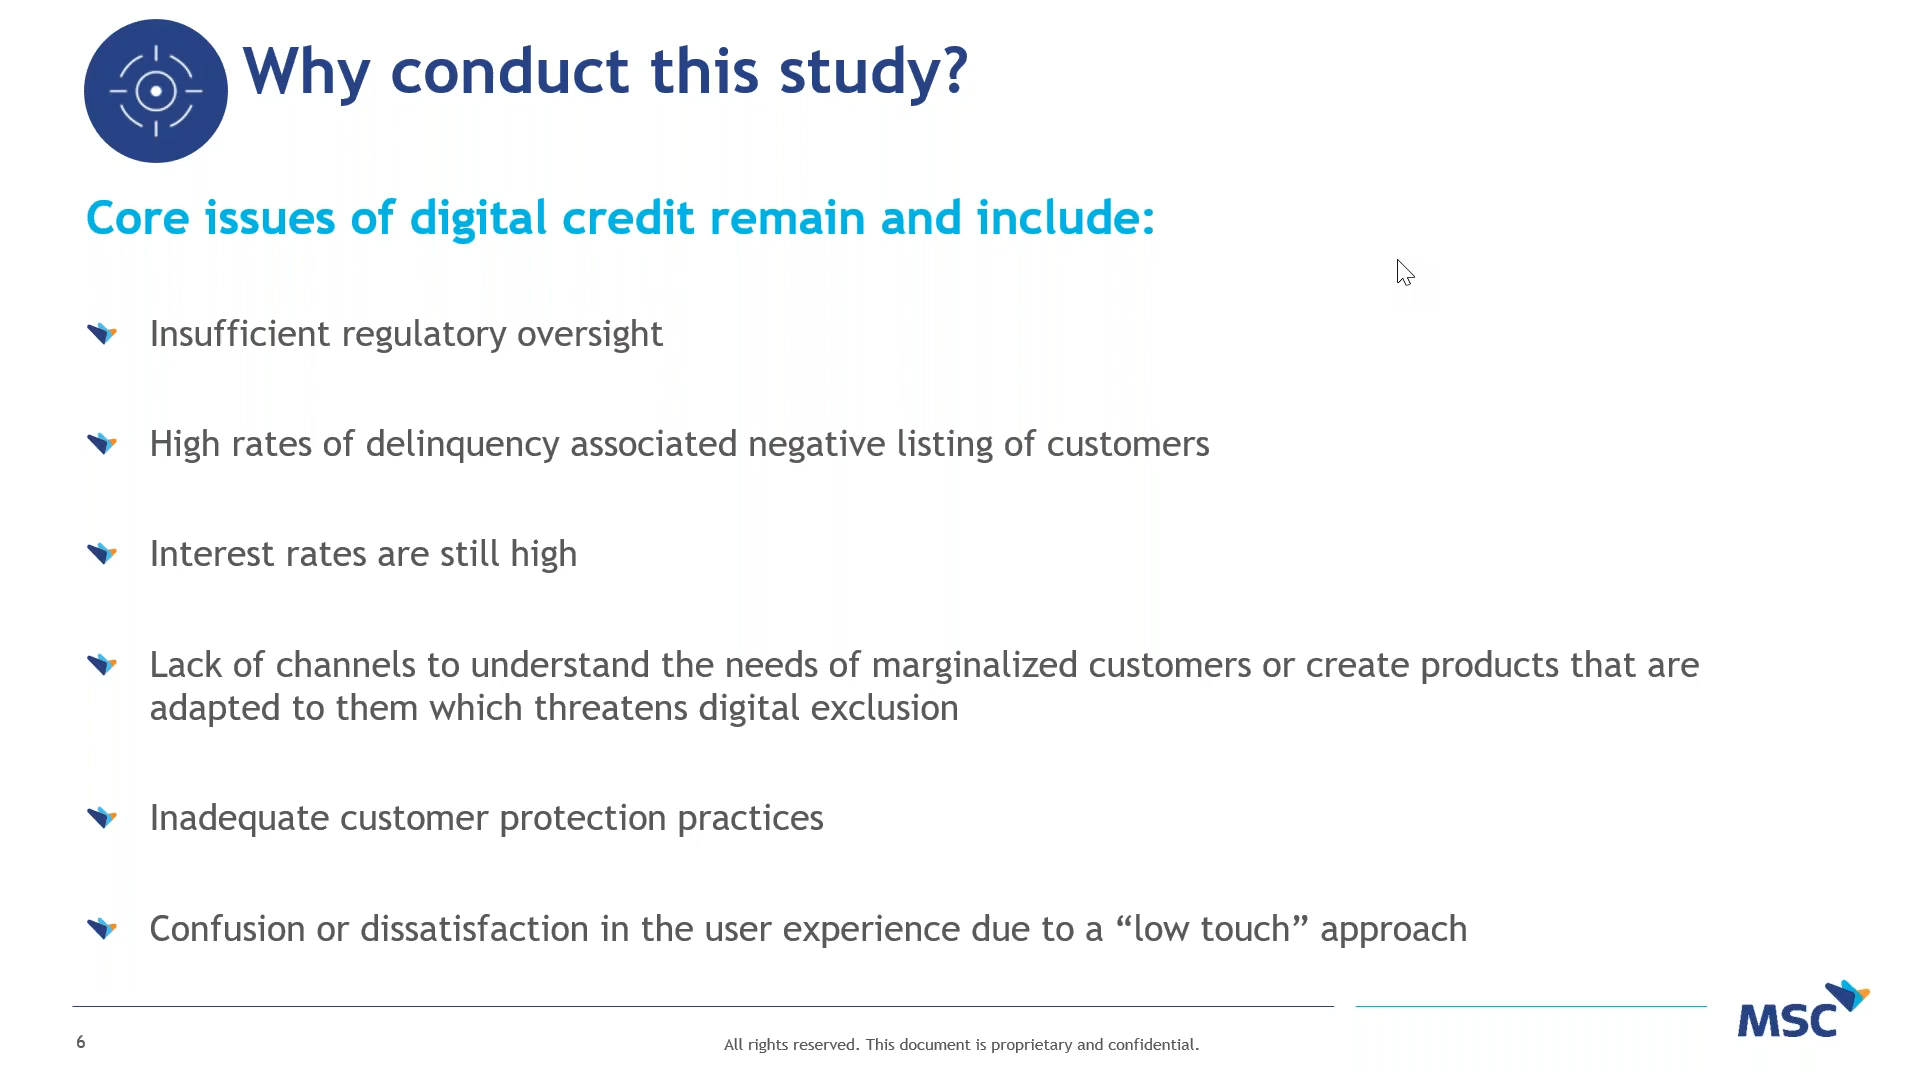 Why conduct this study?
Core issues of digital credit remain and include:
Insufficient regulatory oversight
High rates of delinquency associated negative listing of customers
Interest rates are still high
Lack of channels to understand the needs of marginalized customers or create products that are
adapted to them which threatens digital exclusion
Inadequate customer protection practices
Confusion or dissatisfaction in the user experience due to a “low touch” approach
MSC
6
All rights reserved. This document is proprietary and confidential.